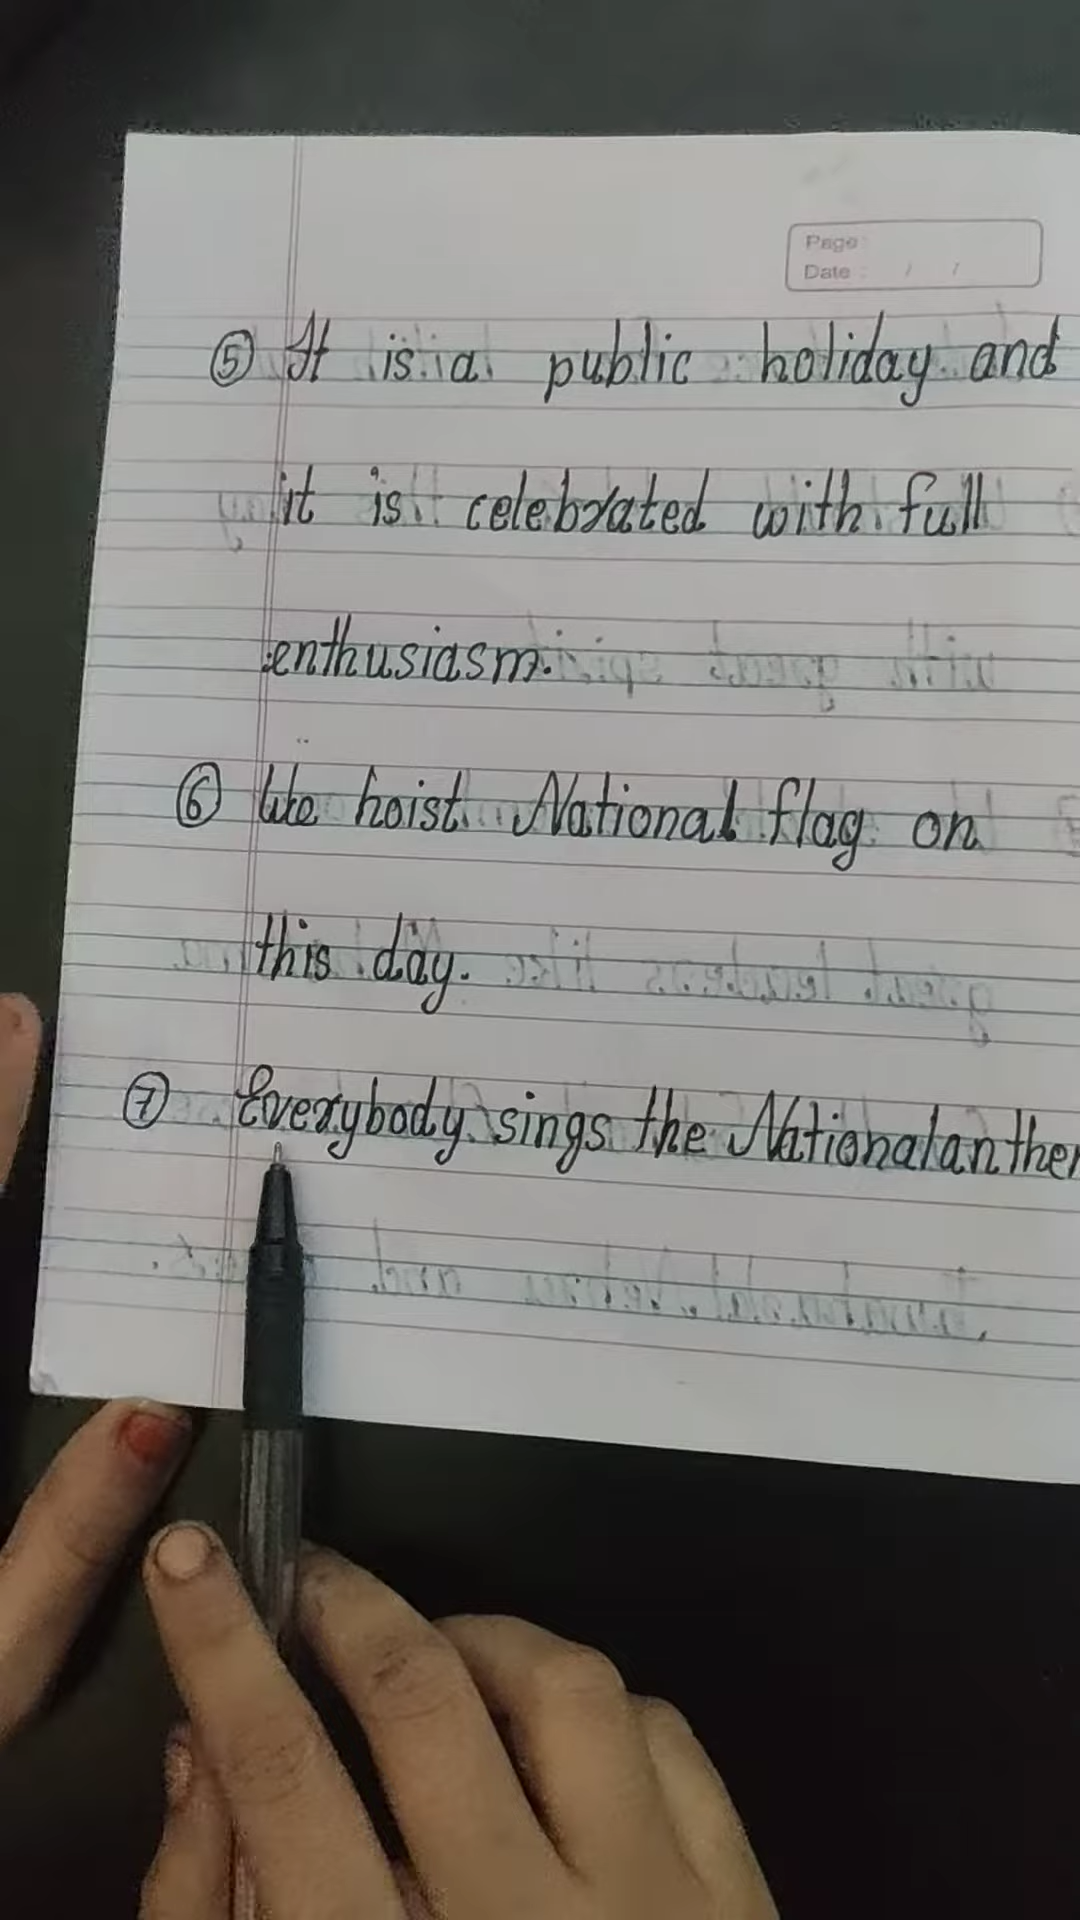 Page :
Date : / /
⑤ It is a public holiday and
it is celebrated with full
enthusiasm.
⑥ We hoist National flag on
this day.
⑦ Everybody sings the National anthe